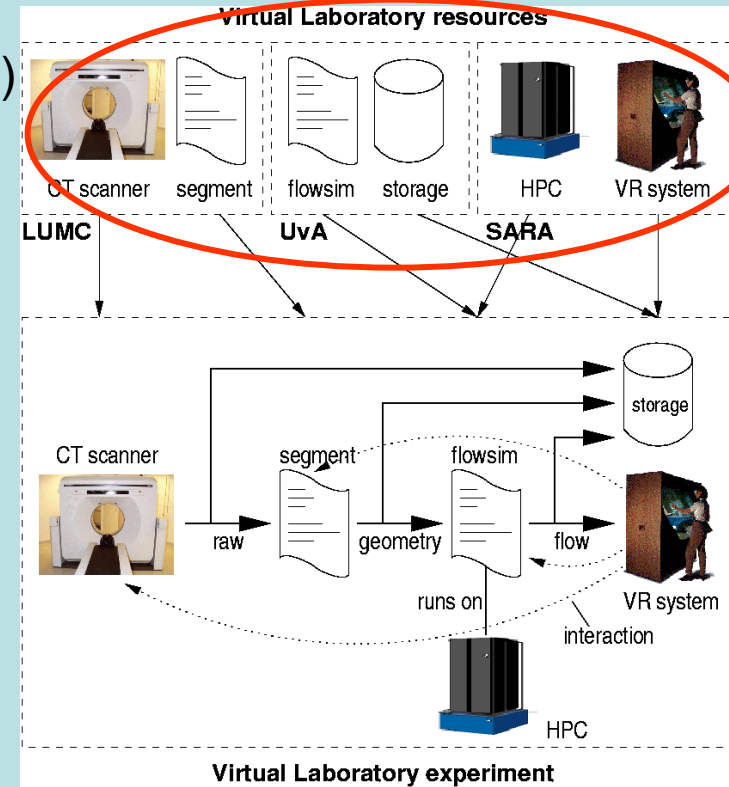 Virtual Laboratory resources
)
CT scanner segment flowsim storage HPC VR system
LUMC UvA SARA
storage
CT scanner segment flowsim
raw geometry flow
runs on VR system
interaction
HPC
Virtual Laboratory experiment